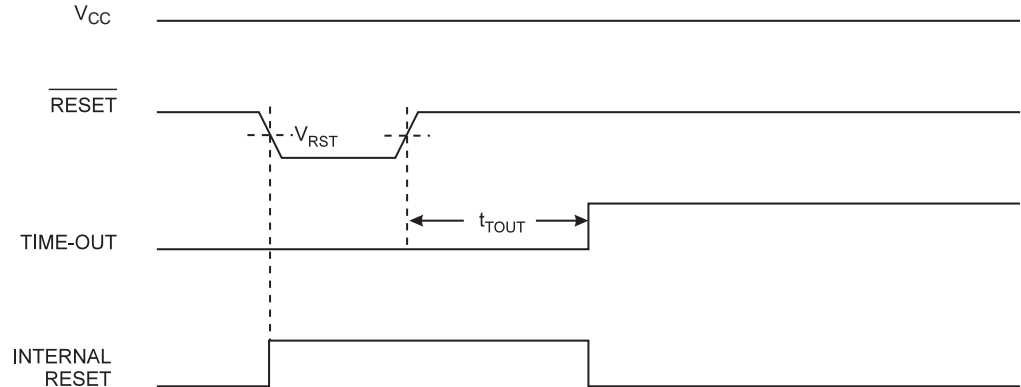 VCC
RESET
VRST
tTOUT
TIME-OUT
INTERNAL
RESET